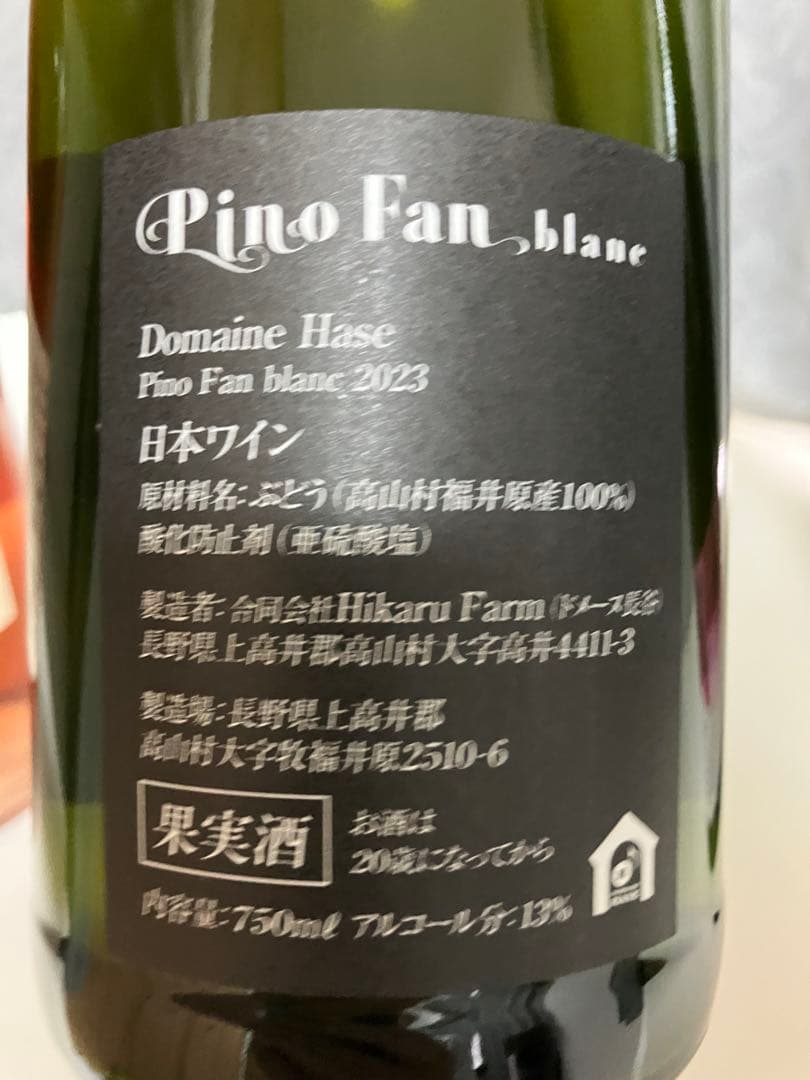 Pino Fan blanc
Domaine Hase
Pino Fan blanc 2023
日本ワイン
原材料名:ぶどう(高山村福井原産100%)
酸化防止剤(亜硫酸塩)
製造者:合同会社Hikaru Farm(ドメーヌ長谷)
長野県上高井郡高山村大字高井4411-3
製造場:長野県上高井郡
高山村大字牧福井原2510-6
果実酒
お酒は
20歳になってから
内容量:750ml アルコール分:13%